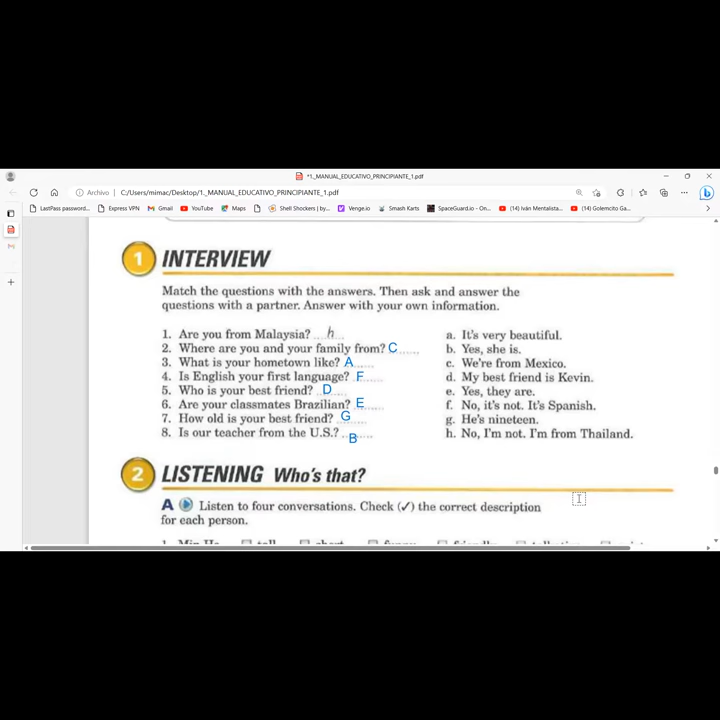 *1._MANUAL_EDUCATIVO_PRINCIPIANTE_1.pdf
Archivo | C:/Users/mimac/Desktop/1._MANUAL_EDUCATIVO_PRINCIPIANTE_1.pdf
LastPass password... Express VPN Gmail YouTube Maps Shell Shockers | by... Venge.io Smash Karts SpaceGuard.io - On... (14) Iván Mentalista... (14) Golemcito Ga...
1 INTERVIEW
Match the questions with the answers. Then ask and answer the
questions with a partner. Answer with your own information.
1. Are you from Malaysia? ....h....
2. Where are you and your family from? C......
3. What is your hometown like? A......
4. Is English your first language? F......
5. Who is your best friend? ..D......
6. Are your classmates Brazilian? E......
7. How old is your best friend? G......
8. Is our teacher from the U.S.? ..B......
a. It's very beautiful.
b. Yes, she is.
c. We're from Mexico.
d. My best friend is Kevin.
e. Yes, they are.
f. No, it's not. It's Spanish.
g. He's nineteen.
h. No, I'm not. I'm from Thailand.
2 LISTENING Who's that?
A Listen to four conversations. Check (✓) the correct description
for each person.